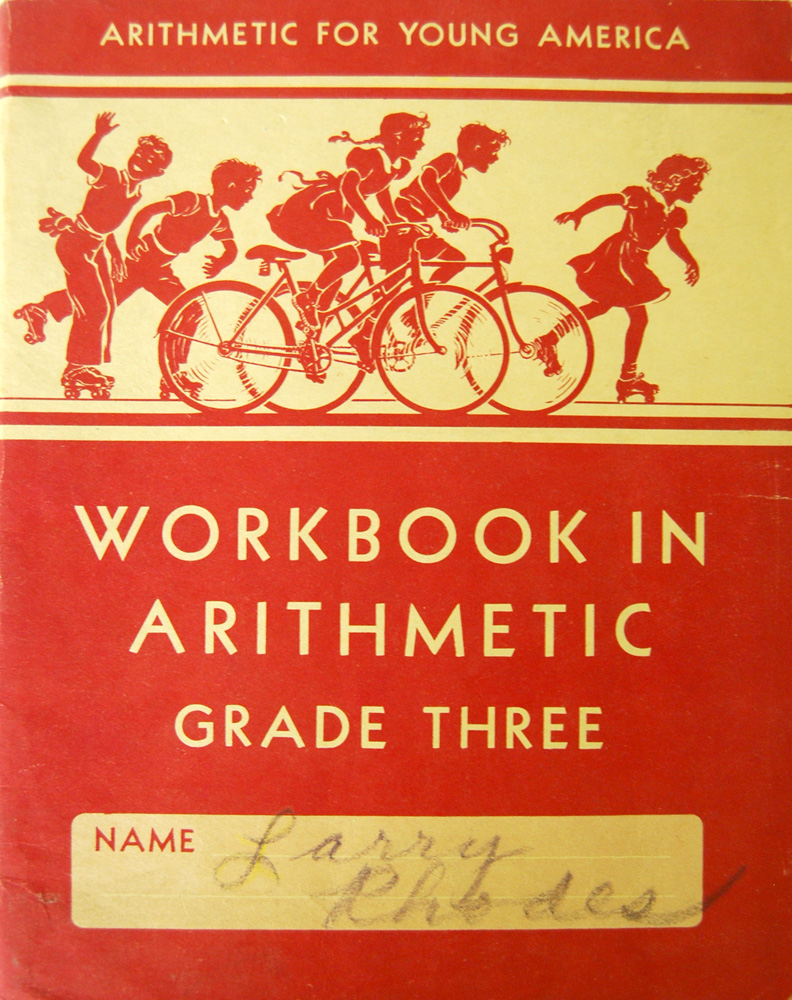 ARITHMETIC FOR YOUNG AMERICA
WORKBOOK IN
ARITHMETIC
GRADE THREE
NAME Larry
Rhodes